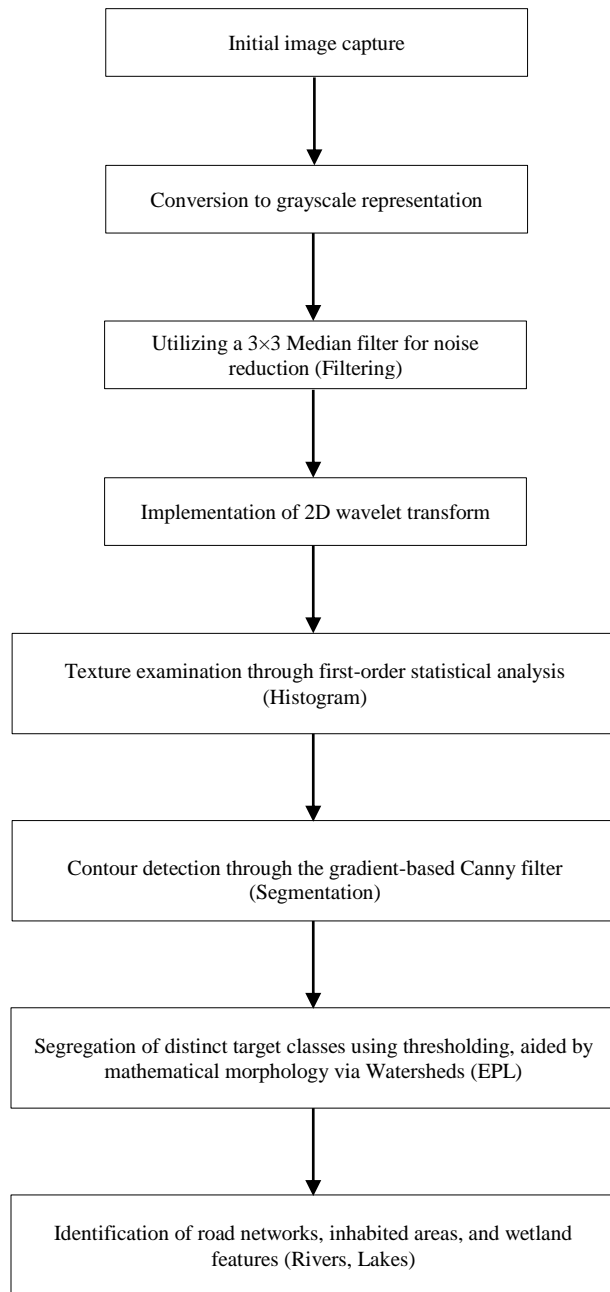 Initial image capture
Conversion to grayscale representation
Utilizing a 3×3 Median filter for noise
reduction (Filtering)
Implementation of 2D wavelet transform
Texture examination through first-order statistical analysis
(Histogram)
Contour detection through the gradient-based Canny filter
(Segmentation)
Segregation of distinct target classes using thresholding, aided by
mathematical morphology via Watersheds (EPL)
Identification of road networks, inhabited areas, and wetland
features (Rivers, Lakes)